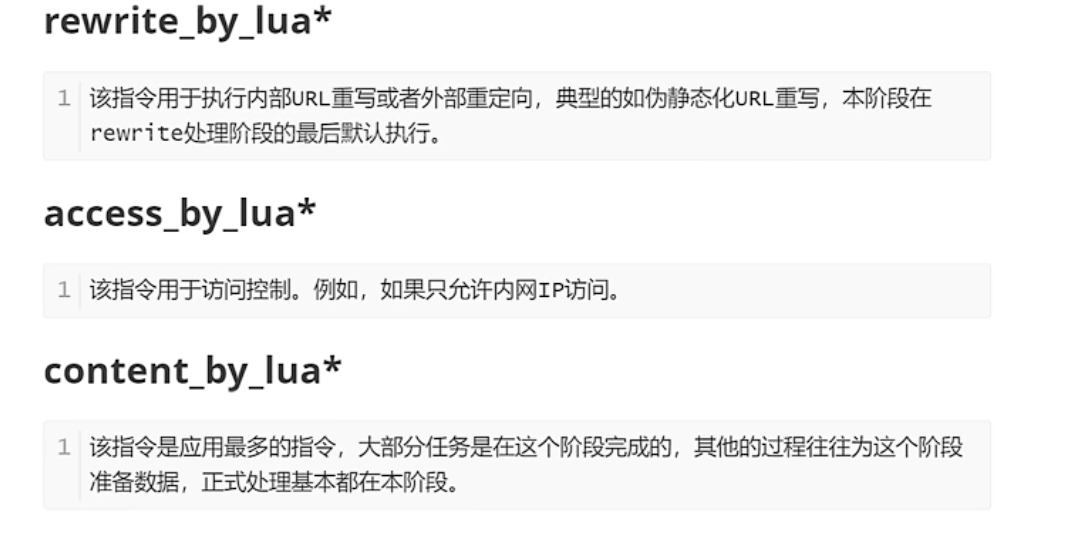 rewrite_by_lua*
1 该指令用于执行内部URL重写或者外部重定向，典型的如伪静态化URL重写，本阶段在
rewrite处理阶段的最后默认执行。
access_by_lua*
1 该指令用于访问控制。例如，如果只允许内网IP访问。
content_by_lua*
1 该指令是应用最多的指令，大部分任务是在这个阶段完成的，其他的过程往往为这个阶段
准备数据，正式处理基本都在本阶段。